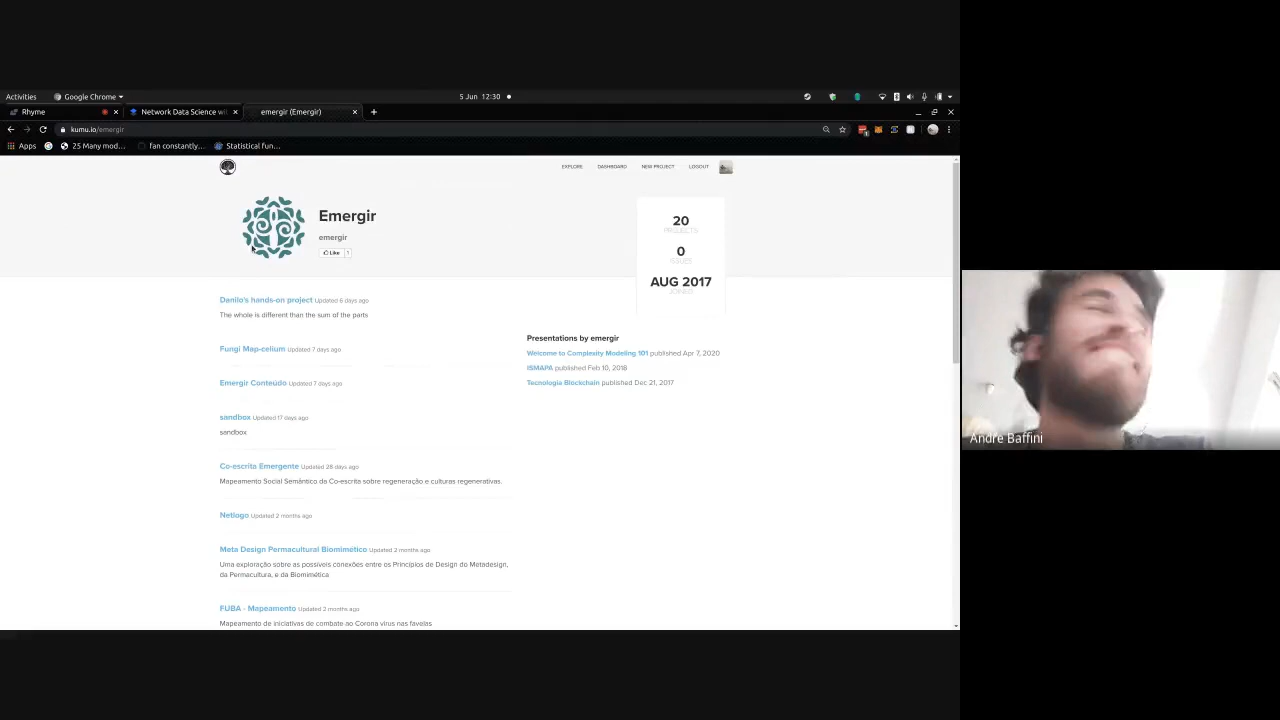 Activities
Google Chrome
5 Jun 12:30
Rhyme
Network Data Science wi
emergir (Emergir)
kumu.io/emergir
Apps
25 Many mod...
fan constantly...
Statistical fun...
EXPLORE
DASHBOARD
NEW PROJECT
LOGOUT
Emergir
emergir
Like 1
20
PROJECTS
0
ISSUES
AUG 2017
JOINED
Danilo's hands-on project Updated 6 days ago
The whole is different than the sum of the parts
Fungi Map-celium Updated 7 days ago
Emergir Conteúdo Updated 7 days ago
sandbox Updated 17 days ago
sandbox
Co-escrita Emergente Updated 28 days ago
Mapeamento Social Semântico da Co-escrita sobre regeneração e culturas regenerativas.
Netlogo Updated 2 months ago
Meta Design Permacultural Biomimético Updated 2 months ago
Uma exploração sobre as possíveis conexões entre os Princípios de Design do Metadesign,
da Permacultura, e da Biomimética
FUBA - Mapeamento Updated 2 months ago
Mapeamento de iniciativas de combate ao Corona vírus nas favelas
Presentations by emergir
Welcome to Complexity Modeling 101 published Apr 7, 2020
ISMAPA published Feb 10, 2018
Tecnologie Blockchain published Dec 21, 2017
Andre Baffini